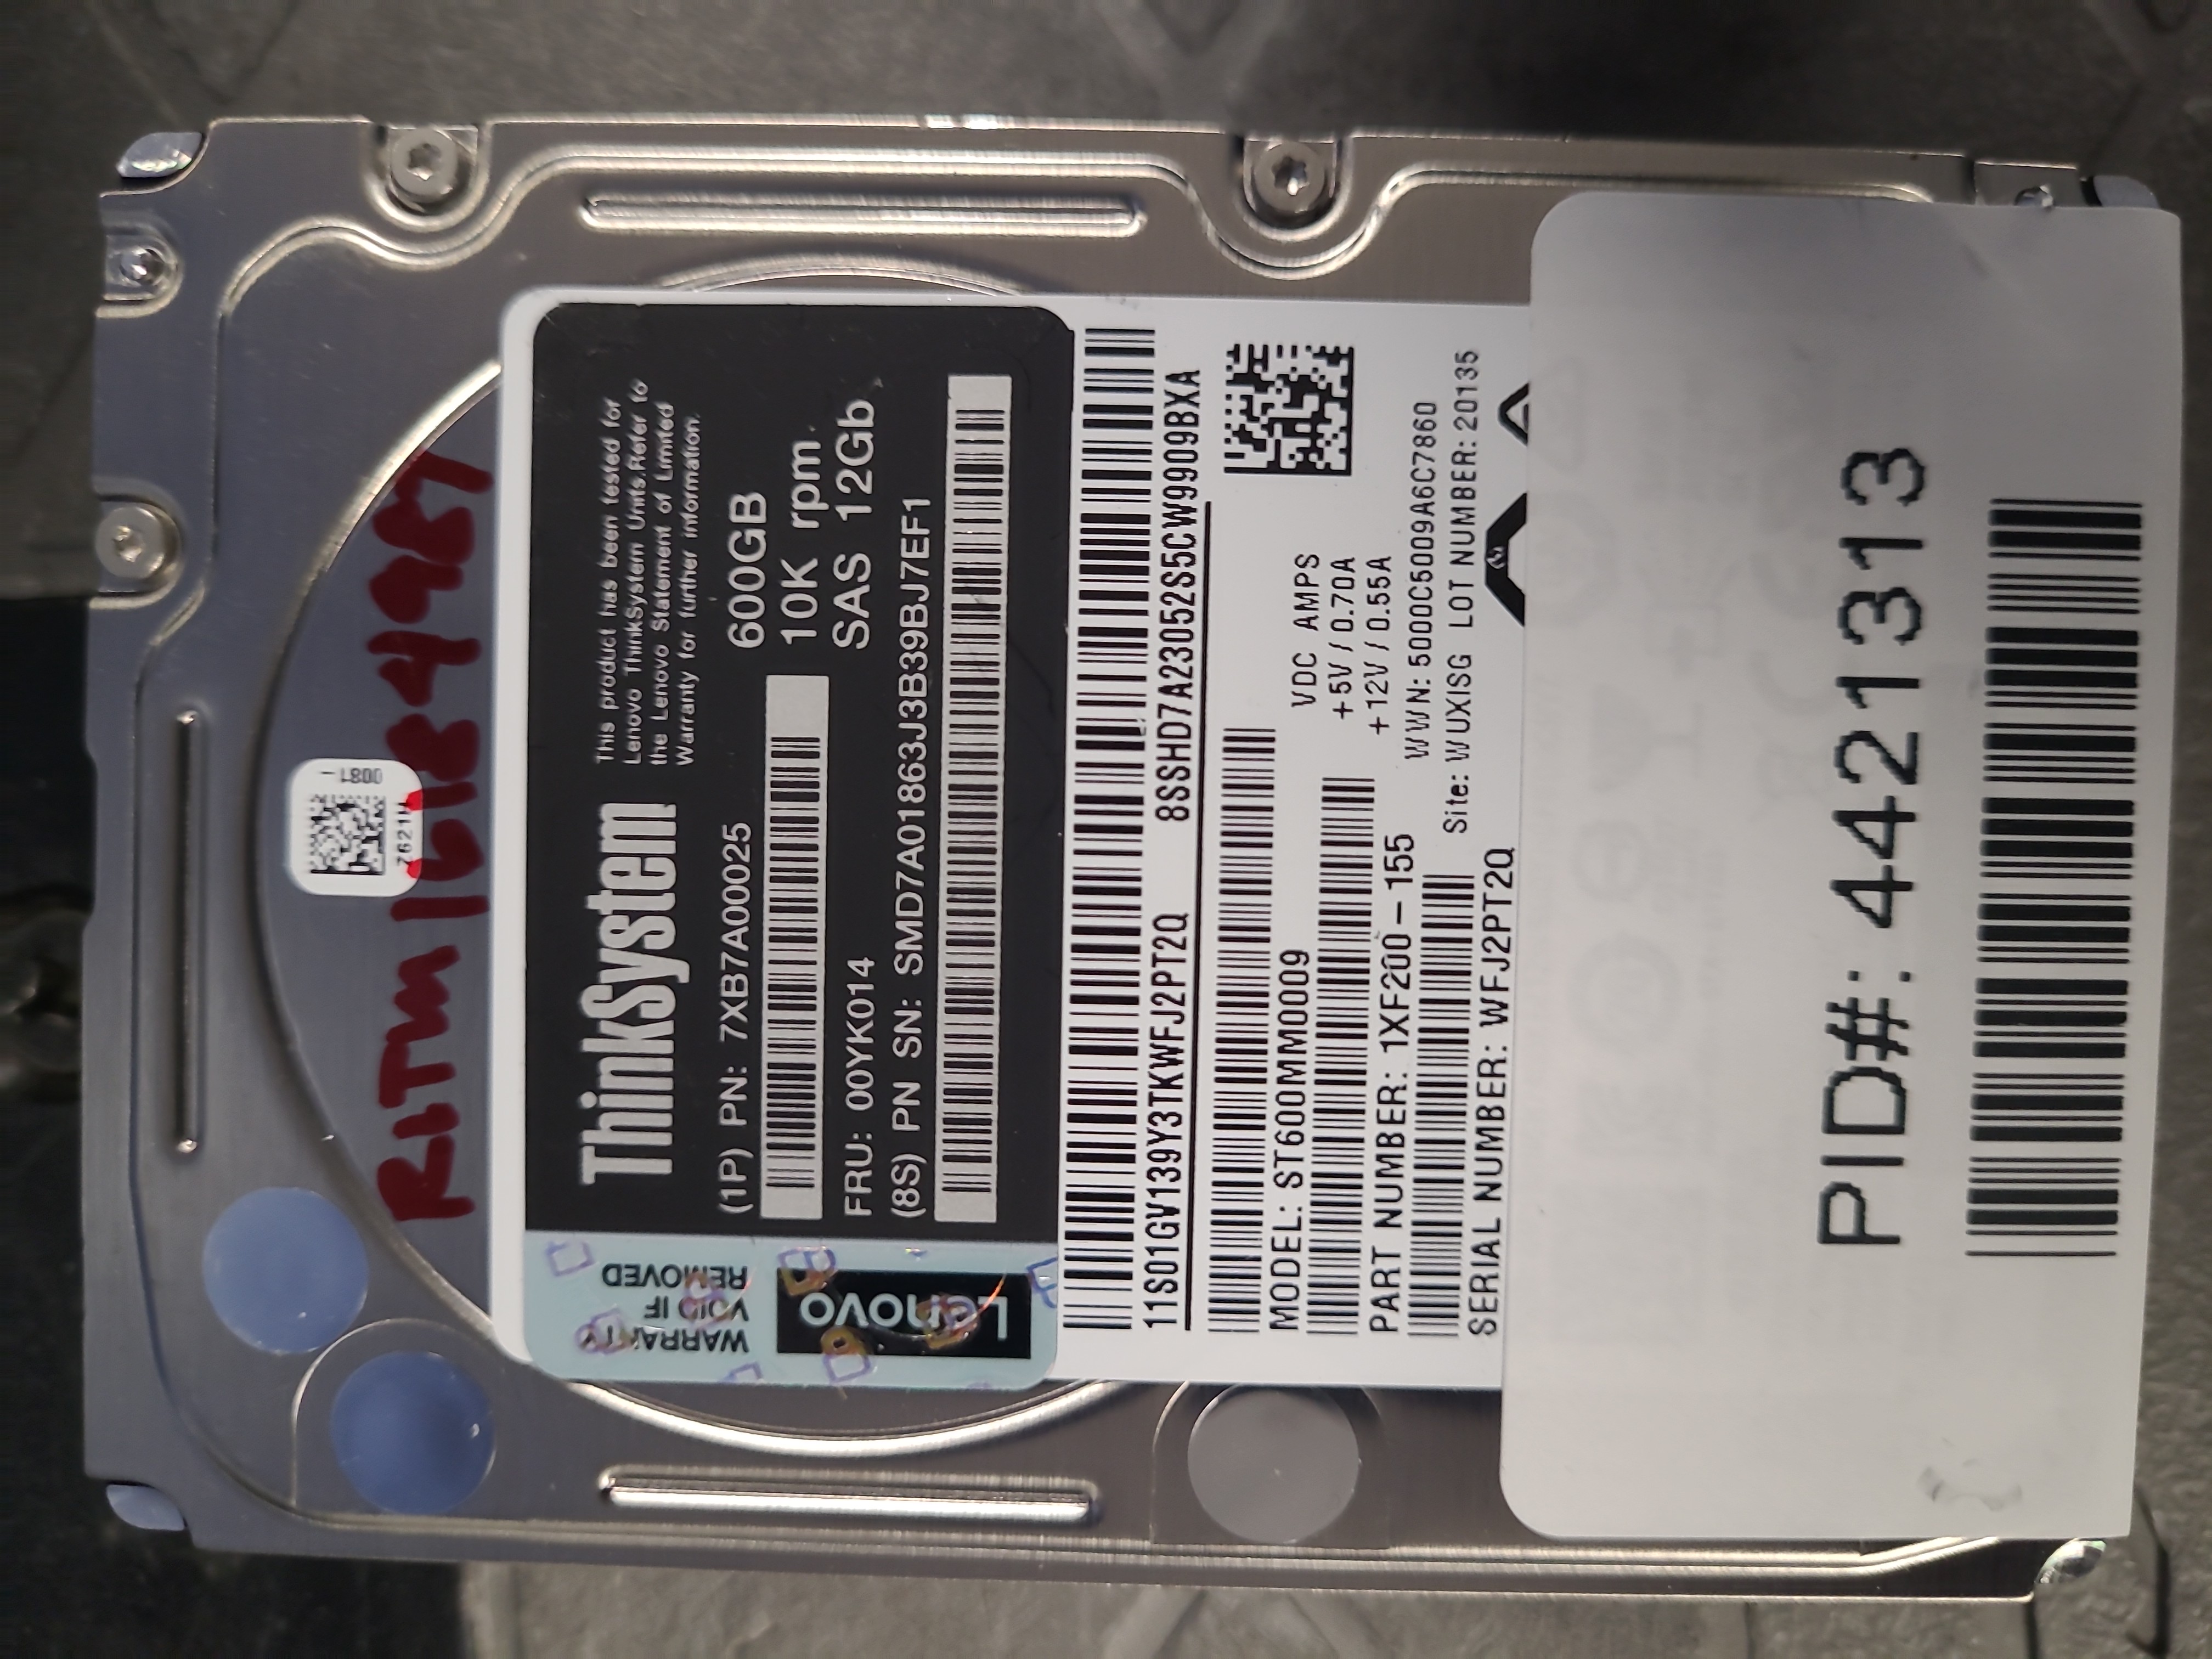 0081-
Z621H
RITM16184987
WARRANTY
VOID IF
REMOVED
Lenovo
ThinkSystem
This product has been tested for
Lenovo ThinkSystem Units.Refer to
the Lenovo Statement of Limited
Warranty for further information.
(1P) PN: 7XB7A00025
600GB
10K rpm
SAS 12Gb
FRU: 00YK014
(8S) PN SN: SMD7A01863J3B39BJ7EF1
11S01GV139Y3TKWFJ2PT2Q 8SSHD7A23052S5CW9909BXA
MODEL: ST600MM0009
VDC AMPS
+5V / 0.70A
+12V / 0.55A
PART NUMBER: 1XF200-155
WWN: 5000C5009A6C7860
Site: WUXISG LOT NUMBER: 20135
SERIAL NUMBER: WFJ2PT2Q
PID#: 4421313